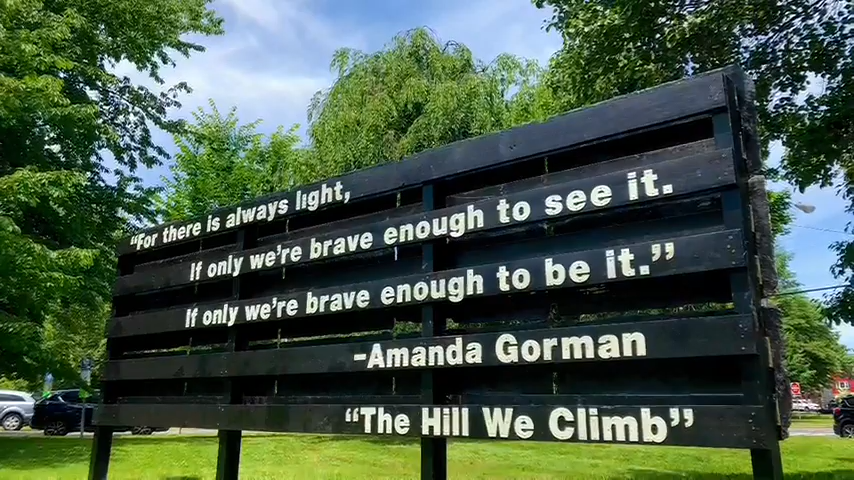 “For there is always light,
If only we’re brave enough to see it.
If only we’re brave enough to be it.”
-Amanda Gorman
“The Hill We Climb”